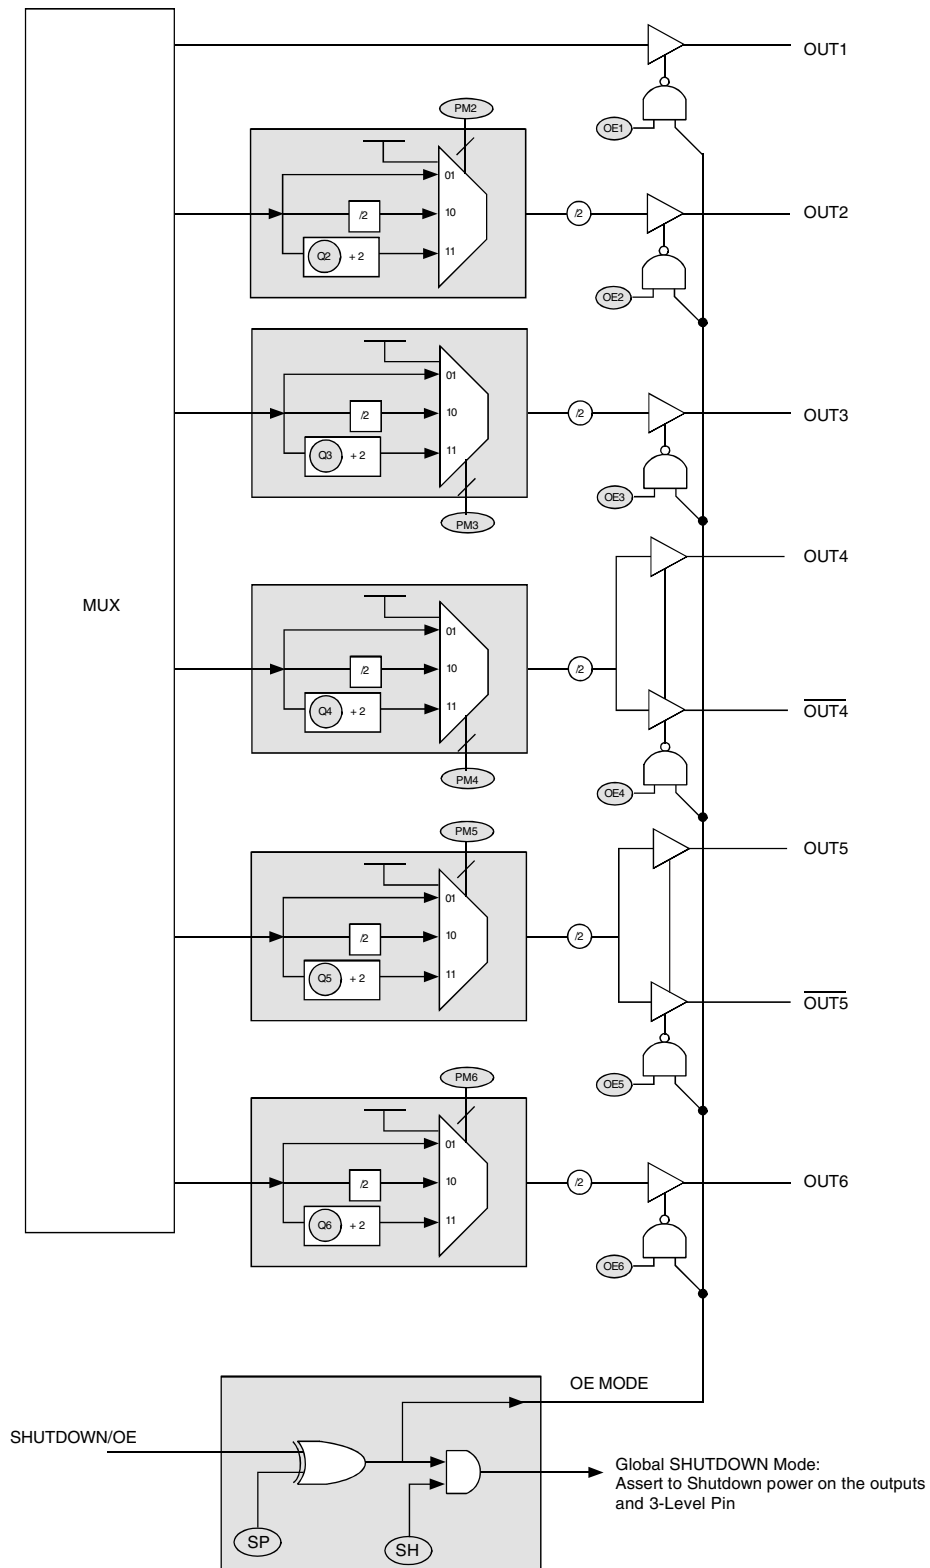 OUT1
OE1
PM2
01
10
11
/2
Q2 + 2
/2
OUT2
OE2
01
10
11
/2
Q3 + 2
PM3
/2
OUT3
OE3
MUX
01
10
11
/2
Q4 + 2
PM4
/2
OUT4
OUT4
OE4
PM5
01
10
11
/2
Q5 + 2
/2
OUT5
OUT5
OE5
PM6
01
10
11
/2
Q6 + 2
/2
OUT6
OE6
OE MODE
SHUTDOWN/OE
SP
SH
Global SHUTDOWN Mode:
Assert to Shutdown power on the outputs
and 3-Level Pin